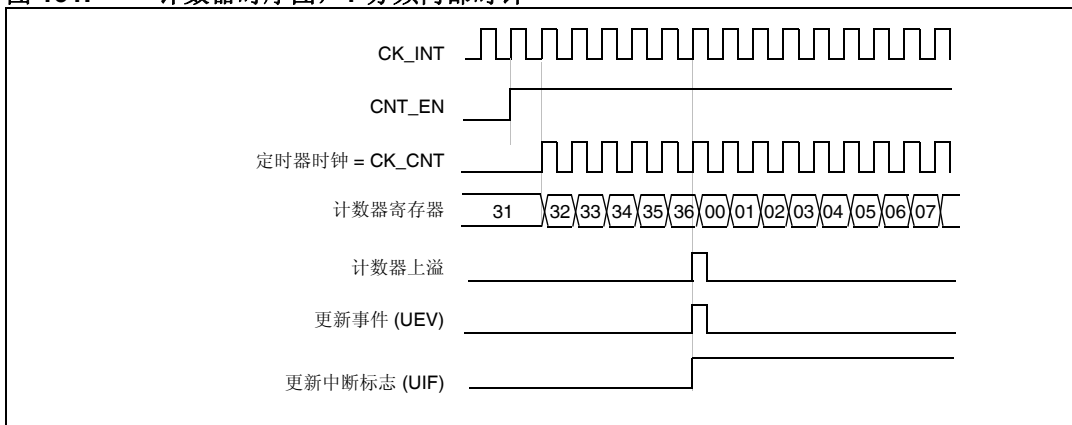 CK_INT
CNT_EN
定时器时钟 = CK_CNT
计数器寄存器 31 32 33 34 35 36 00 01 02 03 04 05 06 07
计数器上溢
更新事件 (UEV)
更新中断标志 (UIF)